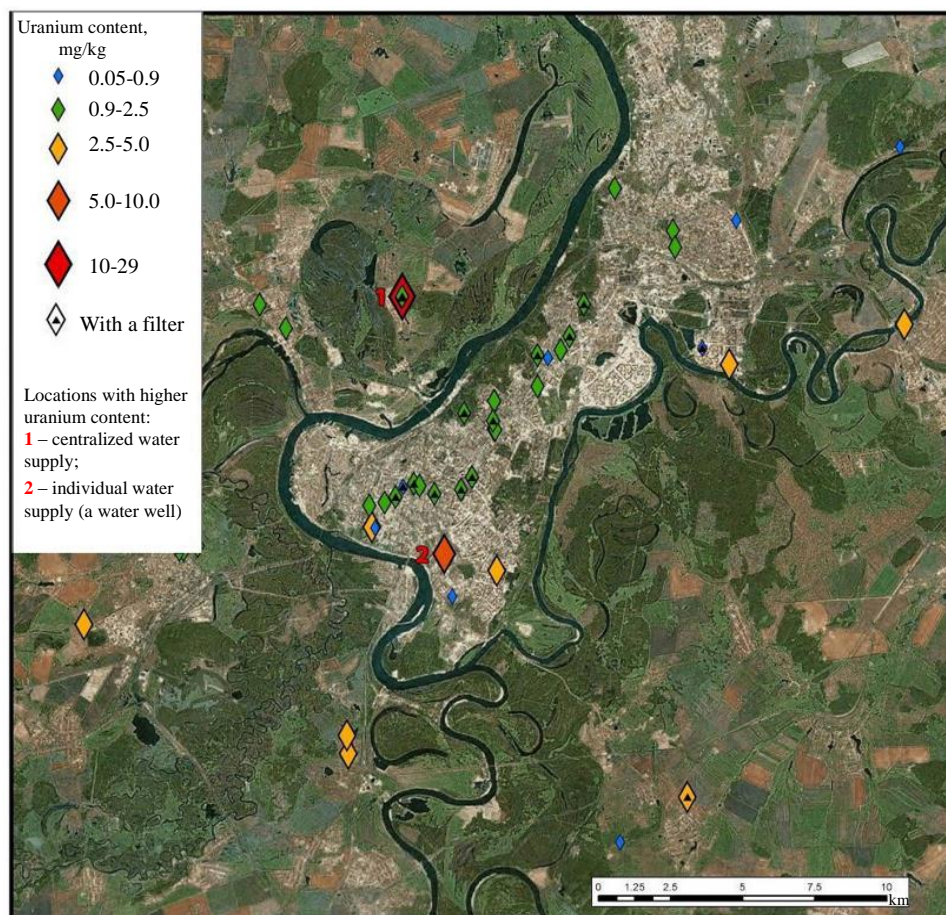 Uranium content,
mg/kg
0.05-0.9
0.9-2.5
2.5-5.0
5.0-10.0
10-29
With a filter
Locations with higher
uranium content:
1 – centralized water
supply;
2 – individual water
supply (a water well)
1
2
0 1.25 2.5 5 7.5 10
km